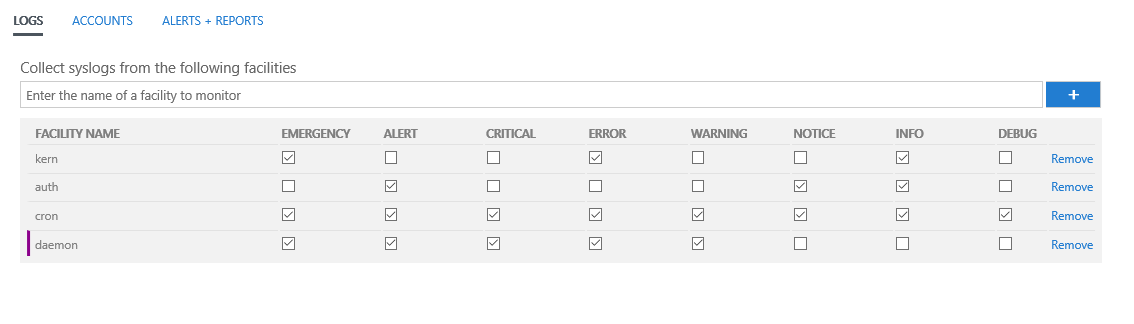 LOGS ACCOUNTS ALERTS + REPORTS
Collect syslogs from the following facilities
Enter the name of a facility to monitor +
FACILITY NAME EMERGENCY ALERT CRITICAL ERROR WARNING NOTICE INFO DEBUG
kern Remove
auth Remove
cron Remove
daemon Remove